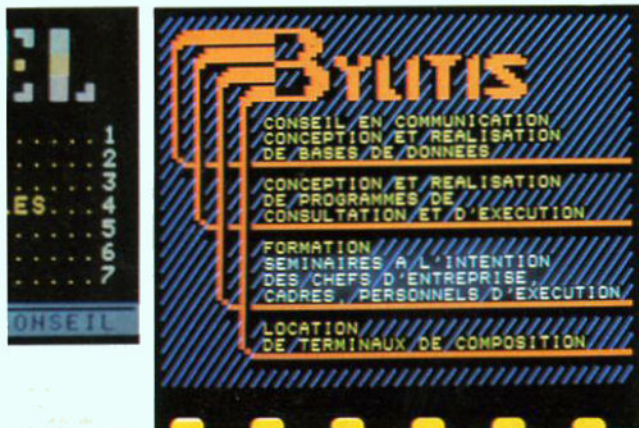 1
2
3
ES 4
5
6
7
ONSEIL
BYLITIS
CONSEIL EN COMMUNICATION
CONCEPTION ET REALISATION
DE BASES DE DONNEES
CONCEPTION ET REALISATION
DE PROGRAMMES DE
CONSULTATION ET D'EXECUTION
FORMATION
SEMINAIRES A L'INTENTION
DES CHEFS D'ENTREPRISE,
CADRES, PERSONNELS D'EXECUTION
LOCATION
DE TERMINAUX DE COMPOSITION